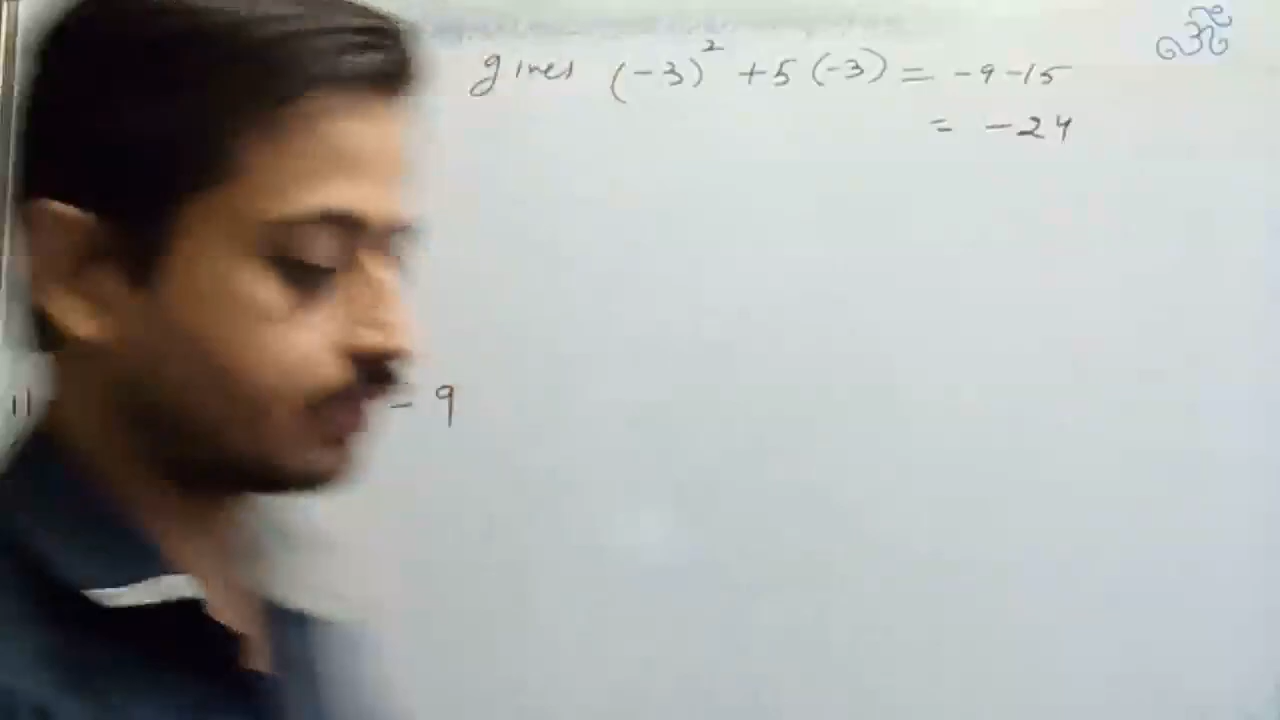 gives (-3)² +5 (-3) = -9 -15
= -24
- 9